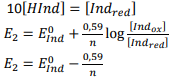 10[HInd] = [Ind_red]
E_2 = E^0_Ind + 0,59/n log [Ind_ox]/[Ind_red]
E_2 = E^0_Ind − 0,59/n